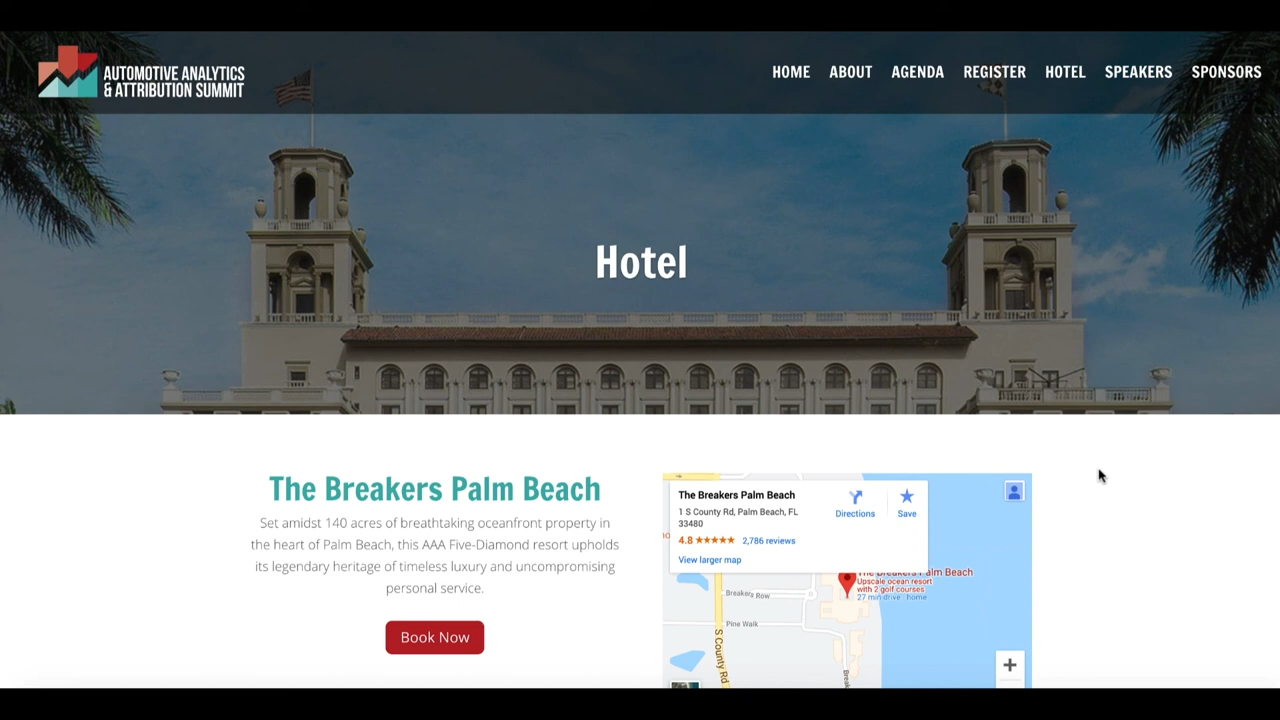 AUTOMOTIVE ANALYTICS
& ATTRIBUTION SUMMIT
HOME ABOUT AGENDA REGISTER HOTEL SPEAKERS SPONSORS
Hotel
The Breakers Palm Beach
Set amidst 140 acres of breathtaking oceanfront property in
the heart of Palm Beach, this AAA Five-Diamond resort upholds
its legendary heritage of timeless luxury and uncompromising
personal service.
Book Now
The Breakers Palm Beach
1 S County Rd, Palm Beach, FL
33480
4.8 ★★★★★ 2,786 reviews
View larger map
Directions
Save
The Breakers Palm Beach
Upscale ocean resort
with 2 golf courses
27 min drive · home
Breakers Row
Pine Walk
S County Rd
+